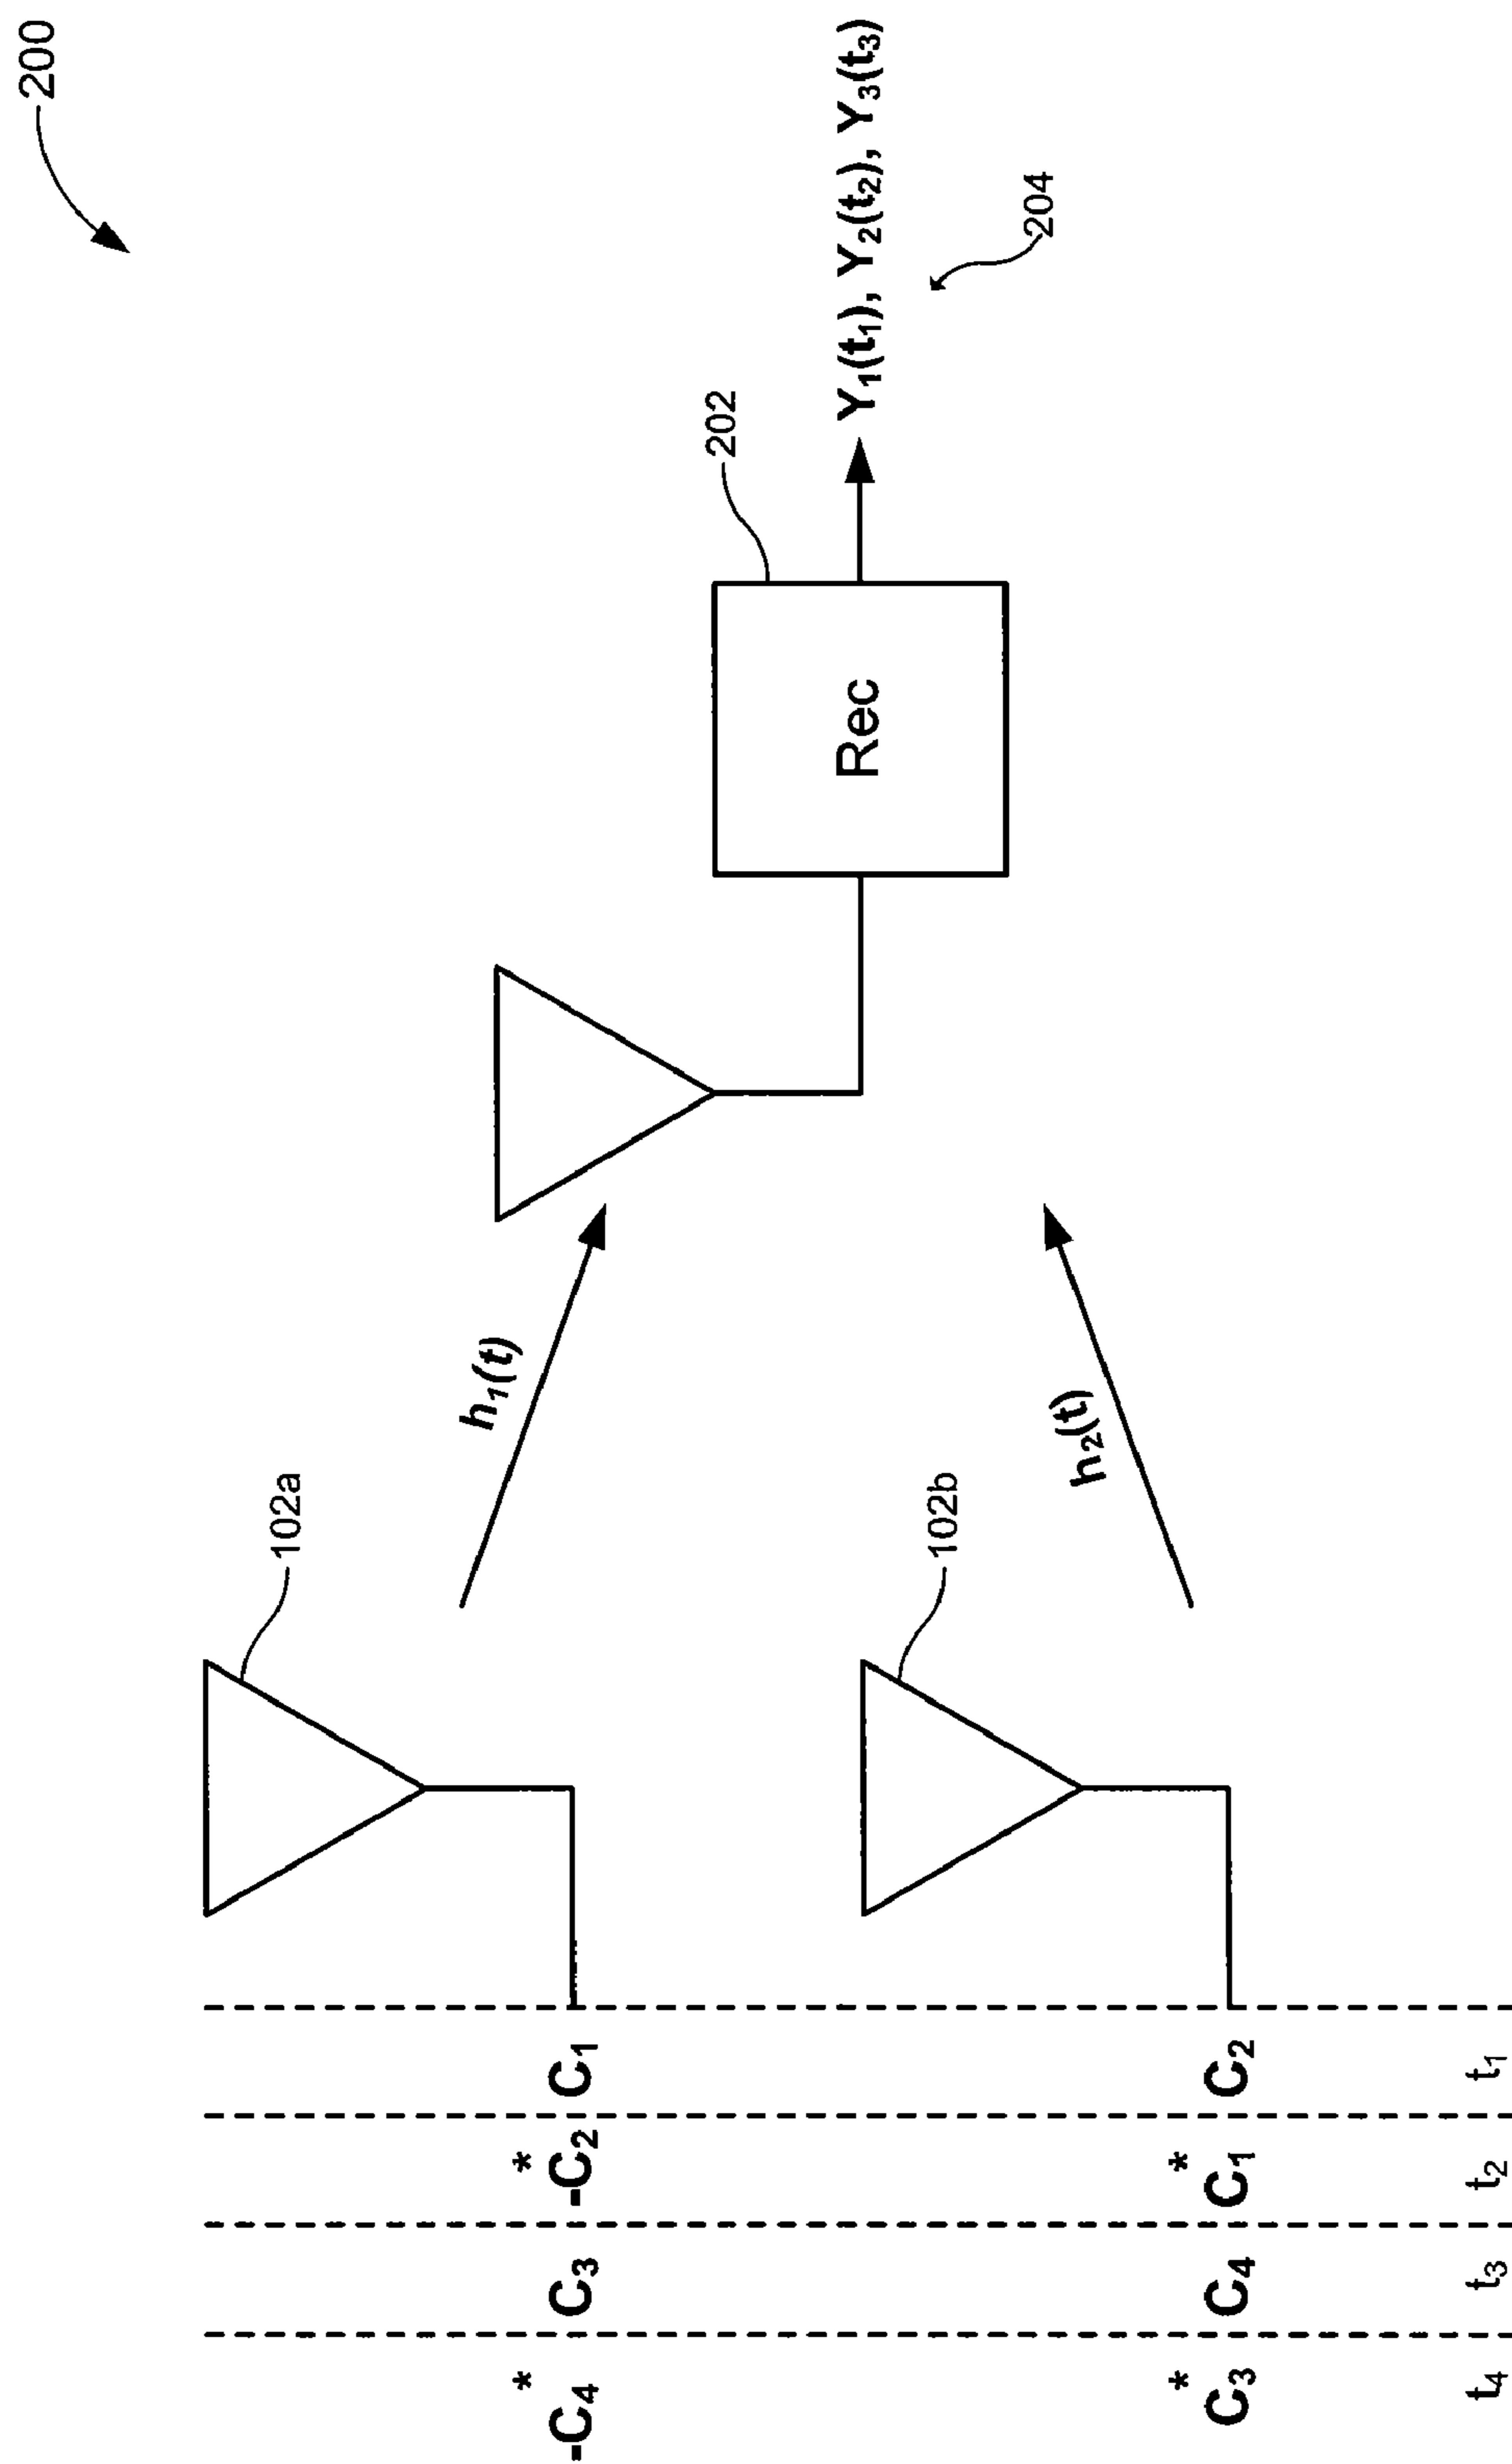 200
102a
h₁(t)
-C₄* C₃ -C₂* C₁
202
Rec
Y₁(t₁), Y₂(t₂), Y₃(t₃)
204
102b
h₂(t)
C₃* C₄ C₁* C₂
t₄ t₃ t₂ t₁